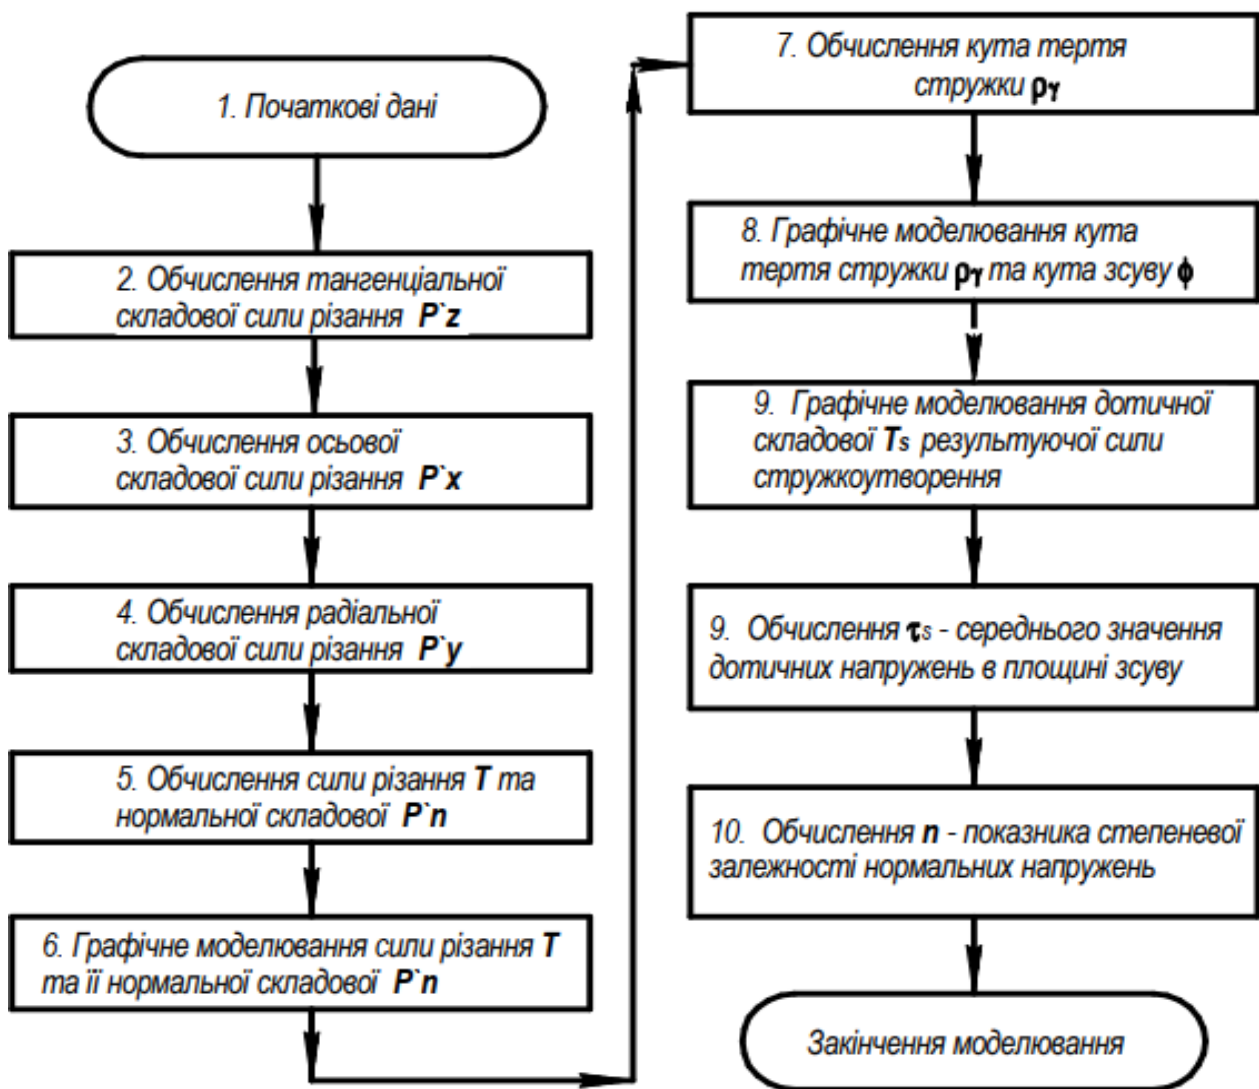 1. Початкові дані
2. Обчислення тангенціальної
складової сили різання P`z
3. Обчислення осьової
складової сили різання P`x
4. Обчислення радіальної
складової сили різання P`y
5. Обчислення сили різання T та
нормальної складової P`n
6. Графічне моделювання сили різання T
та її нормальної складової P`n
7. Обчислення кута тертя
стружки ργ
8. Графічне моделювання кута
тертя стружки ργ та кута зсуву ϕ
9. Графічне моделювання дотичної
складової Ts результуючої сили
стружкоутворення
9. Обчислення τs - середнього значення
дотичних напружень в площині зсуву
10. Обчислення n - показника степеневої
залежності нормальних напружень
Закінчення моделювання